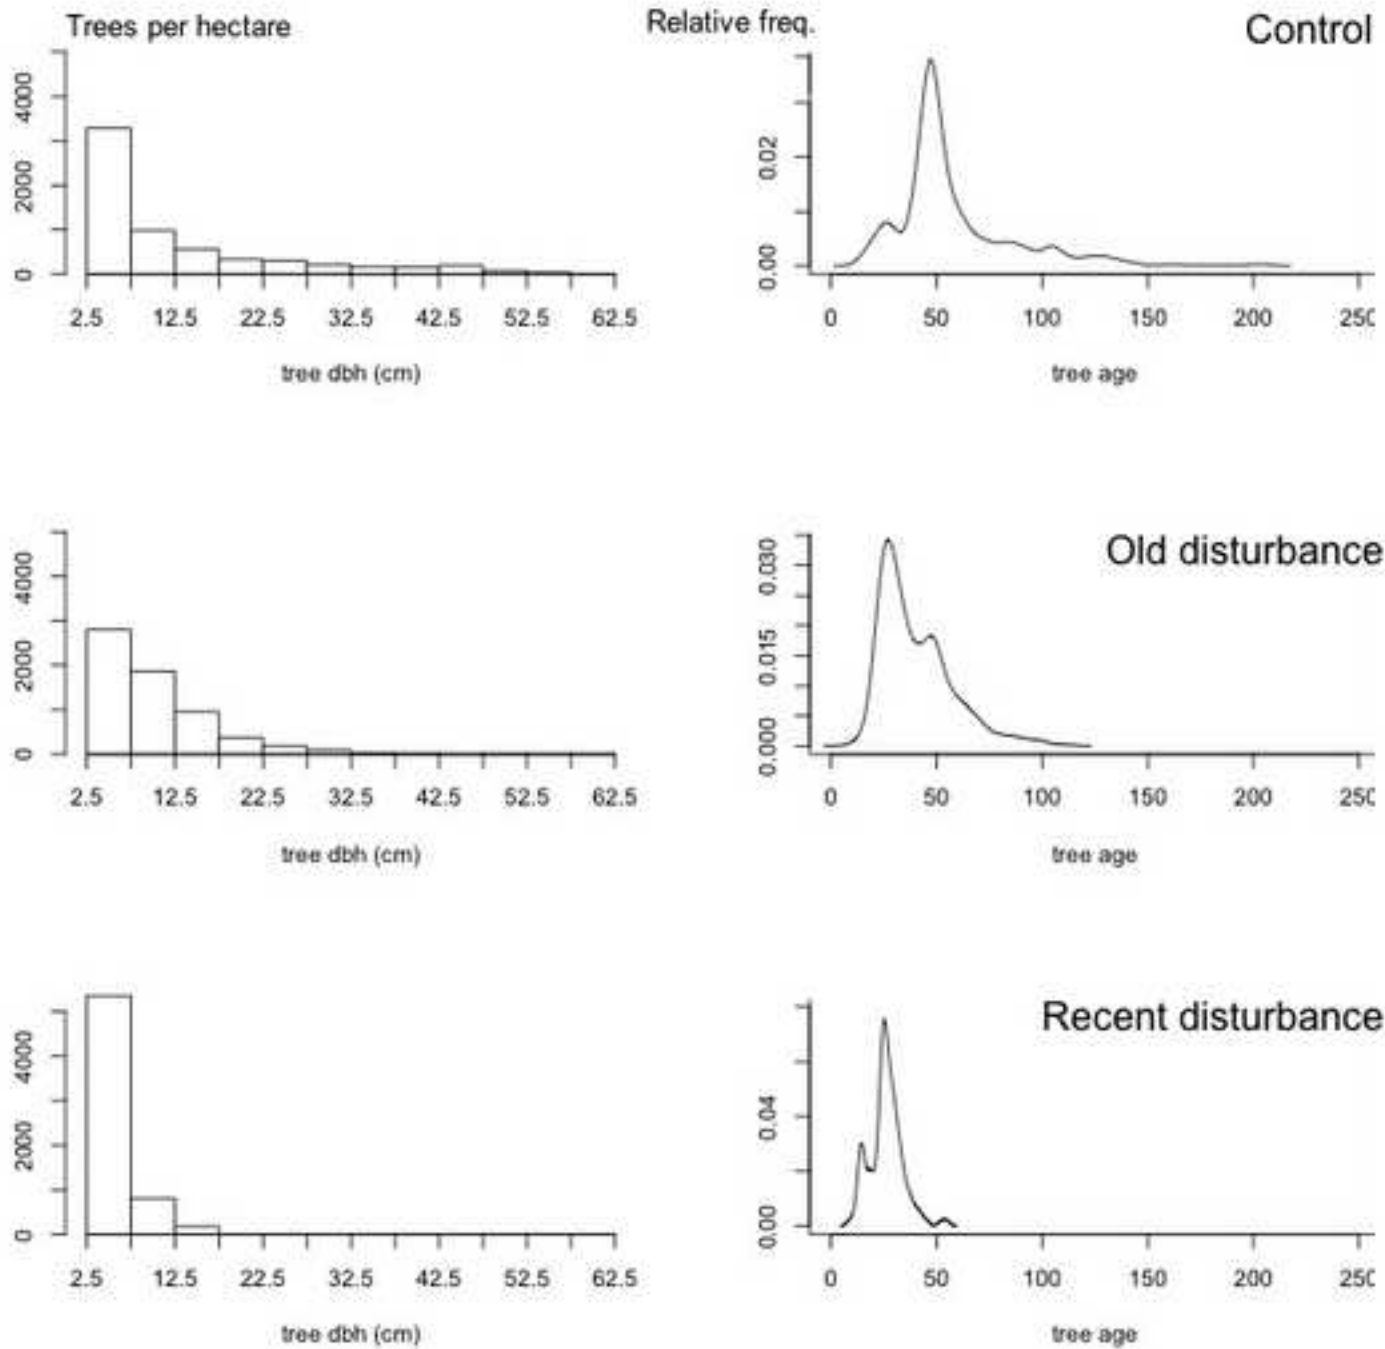 Trees per hectare
Relative freq.
Control
4000
2000
0
2.5 12.5 22.5 32.5 42.5 52.5 62.5
tree dbh (cm)
0.02
0.00
0 50 100 150 200 250
tree age
Old disturbance
4000
2000
0
2.5 12.5 22.5 32.5 42.5 52.5 62.5
tree dbh (cm)
0.030
0.015
0.000
0 50 100 150 200 250
tree age
Recent disturbance
4000
2000
0
2.5 12.5 22.5 32.5 42.5 52.5 62.5
tree dbh (cm)
0.04
0.00
0 50 100 150 200 250
tree age